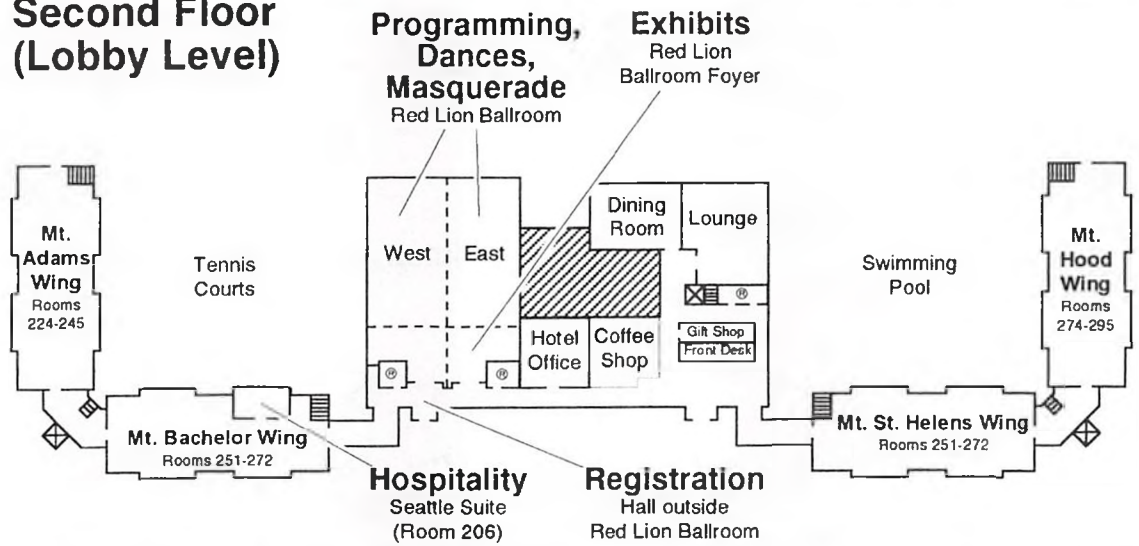 Second Floor
(Lobby Level)
Programming,
Dances,
Masquerade
Red Lion Ballroom
Exhibits
Red Lion
Ballroom Foyer
Mt.
Adams
Wing
Rooms
224-245
Tennis
Courts
West
East
Dining
Room
Lounge
Swimming
Pool
Mt.
Hood
Wing
Rooms
274-295
R
Hotel
Office
Coffee
Shop
Gift Shop
Front Desk
R
R
Mt. Bachelor Wing
Rooms 251-272
Mt. St. Helens Wing
Rooms 251-272
Hospitality
Seattle Suite
(Room 206)
Registration
Hall outside
Red Lion Ballroom